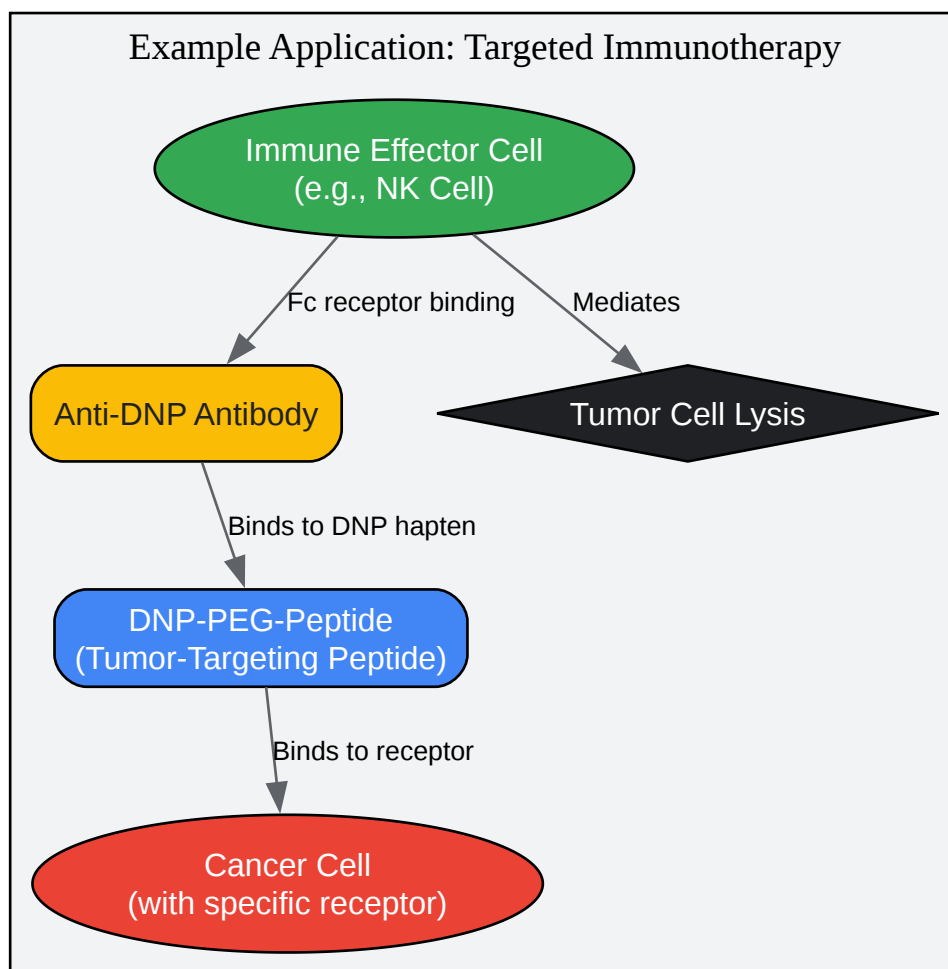 Example Application: Targeted Immunotherapy
Immune Effector Cell
(e.g., NK Cell)
Fc receptor binding
Mediates
Anti-DNP Antibody
Tumor Cell Lysis
Binds to DNP hapten
DNP-PEG-Peptide
(Tumor-Targeting Peptide)
Binds to receptor
Cancer Cell
(with specific receptor)